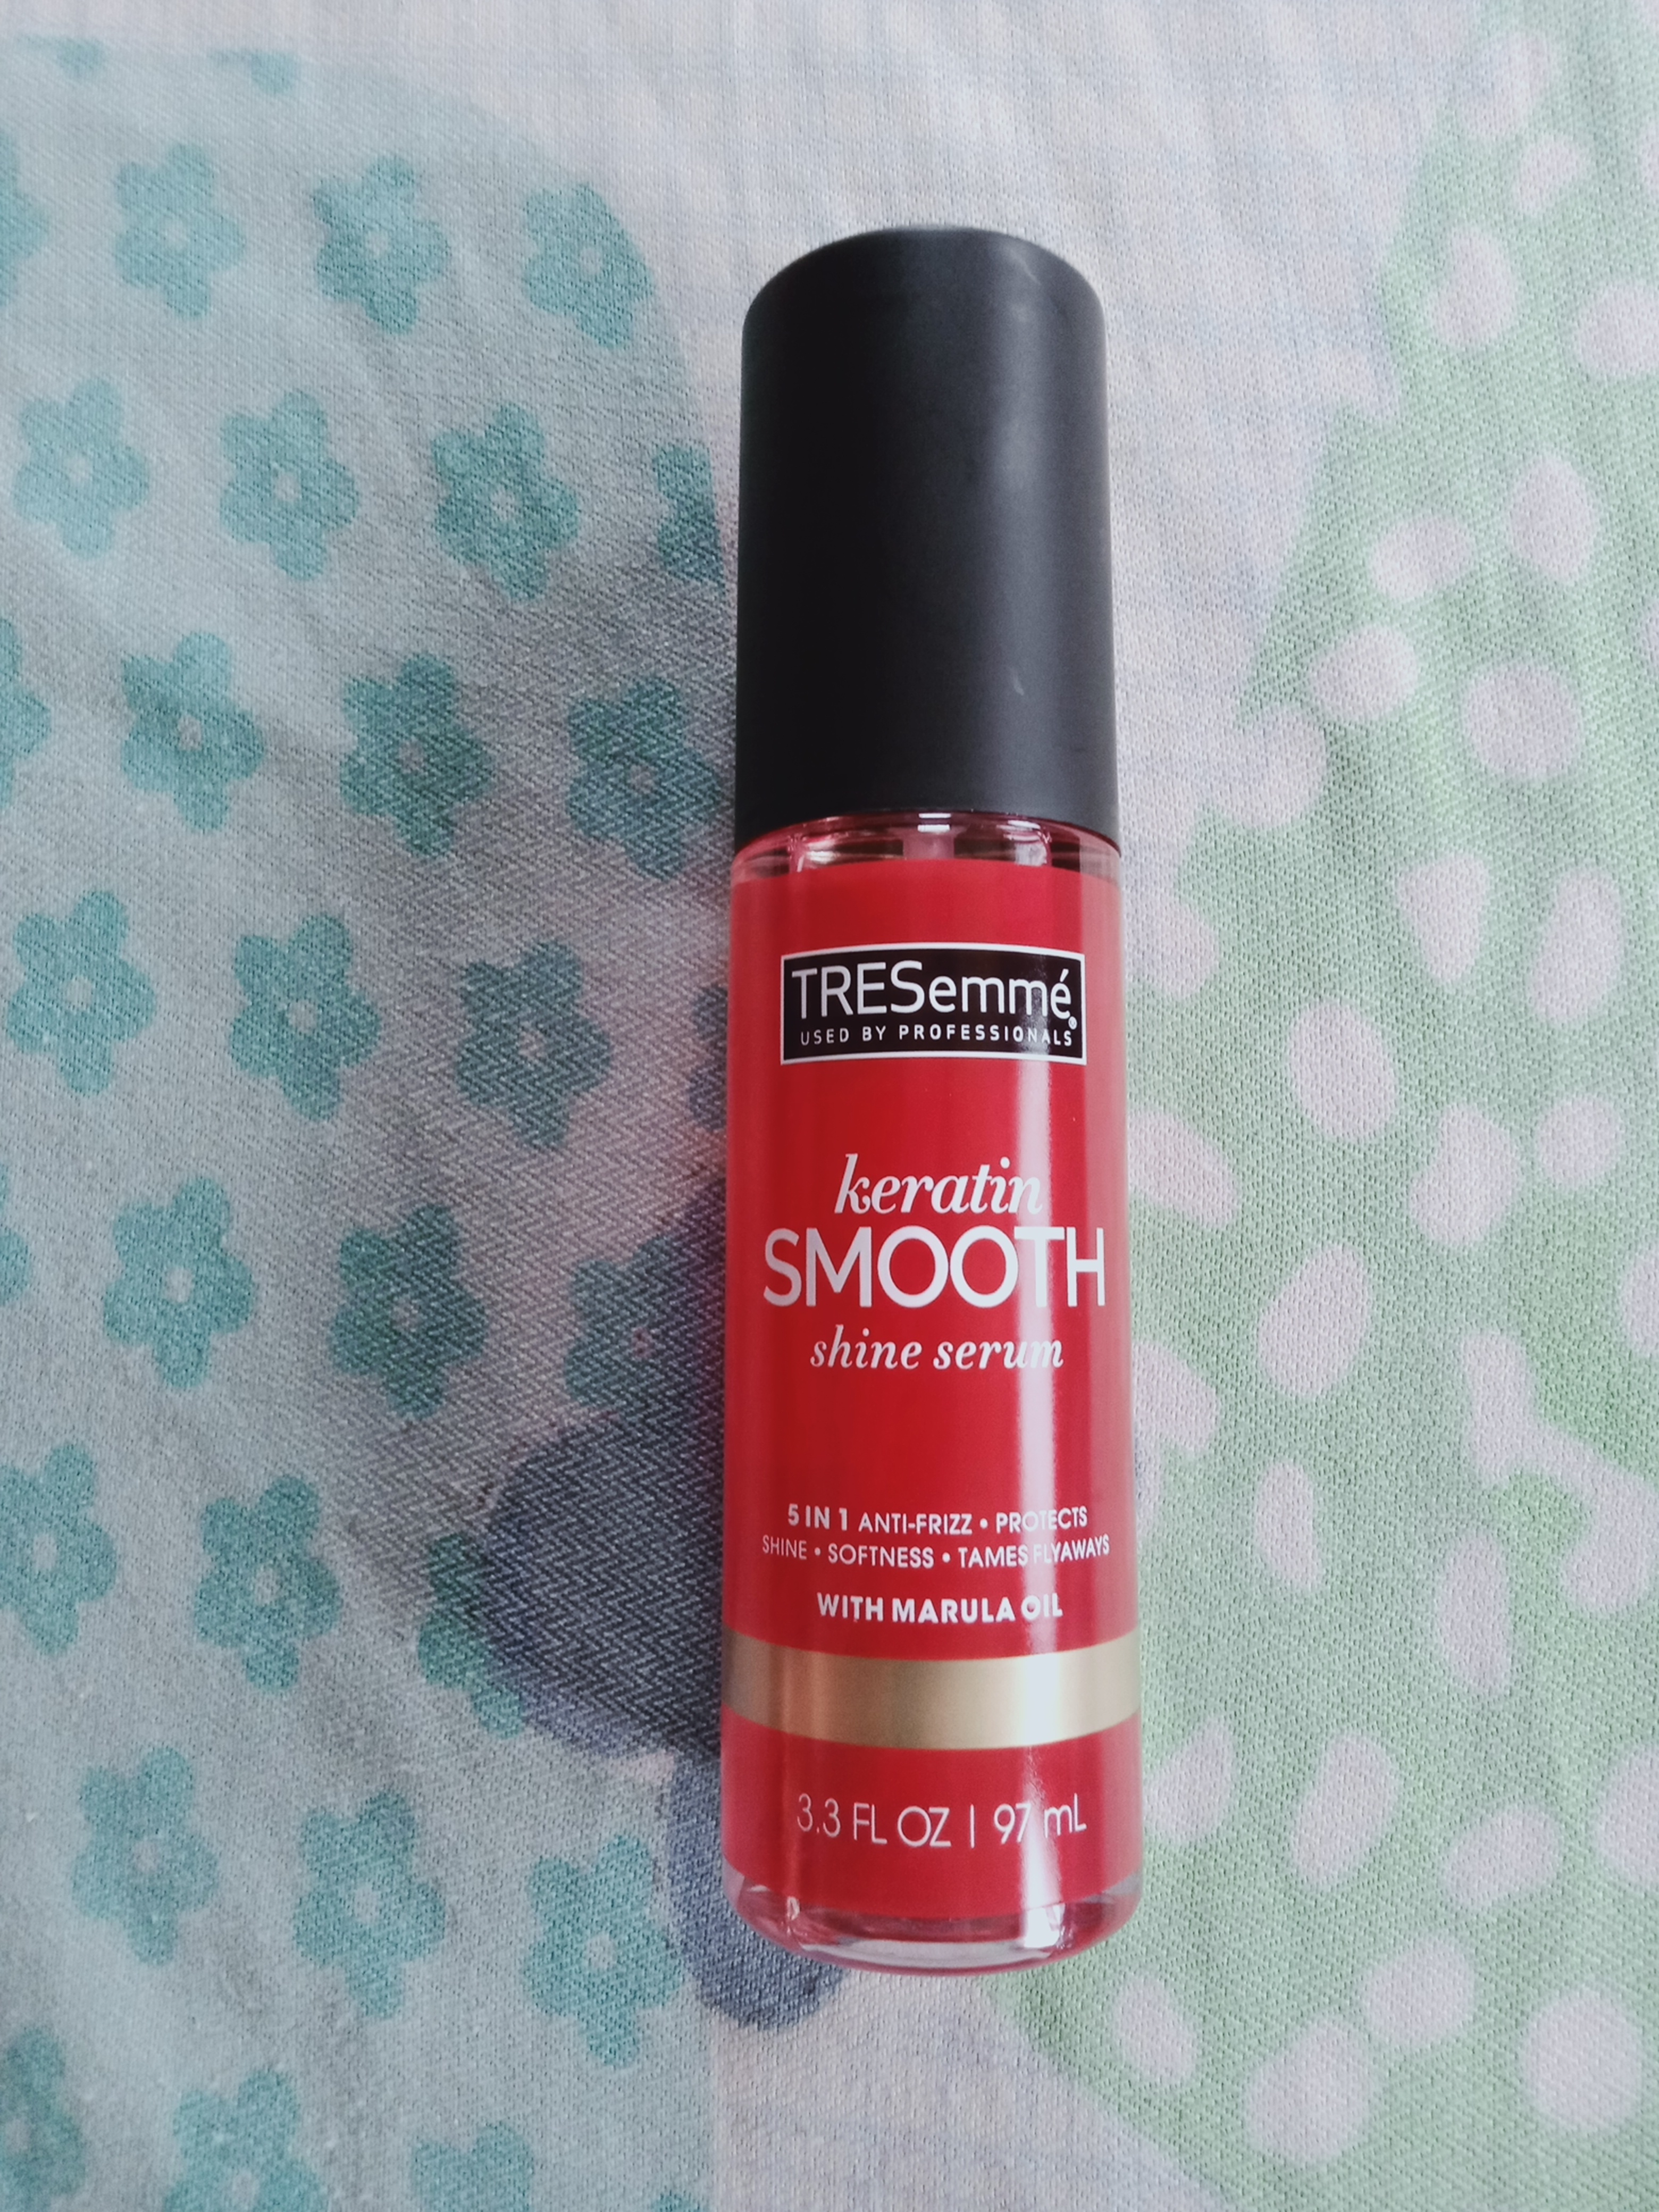 TRESemmé®
USED BY PROFESSIONALS
keratin
SMOOTH
shine serum
5 IN 1 ANTI-FRIZZ • PROTECTS
SHINE • SOFTNESS • TAMES FLYAWAYS
WITH MARULA OIL
3.3 FL OZ | 97 mL